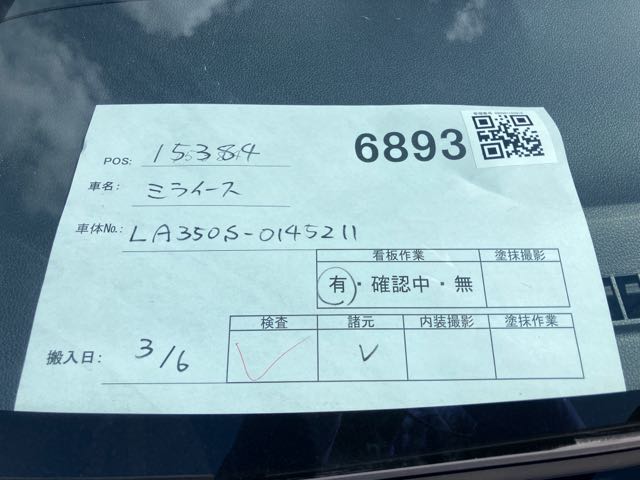 6893
POS: 155384
車名: ミライース
車体No.: LA350S-0145211
看板作業 塗抹撮影
有・確認中・無
検査 諸元 内装撮影 塗抹作業
搬入日: 3/6